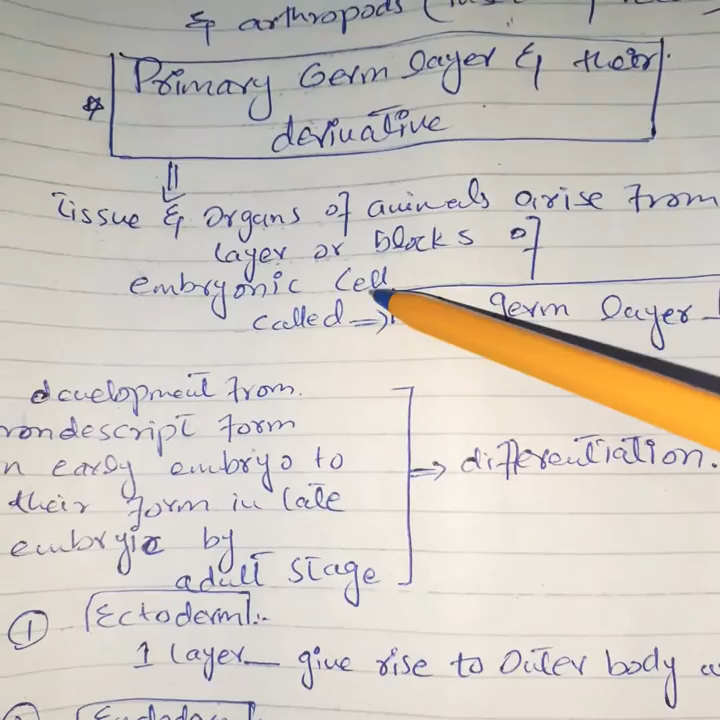 & arthropods (
* Primary Germ layer & their
derivative
Tissue & Organs of animals arise from
layer or blocks of
embryonic Cell
called => germ layer
development from
nondescript form
n early embryo to
their form in late
embryic by
adult stage
=> differentiation.
① Ectoderm:.
1 layer give rise to outer body